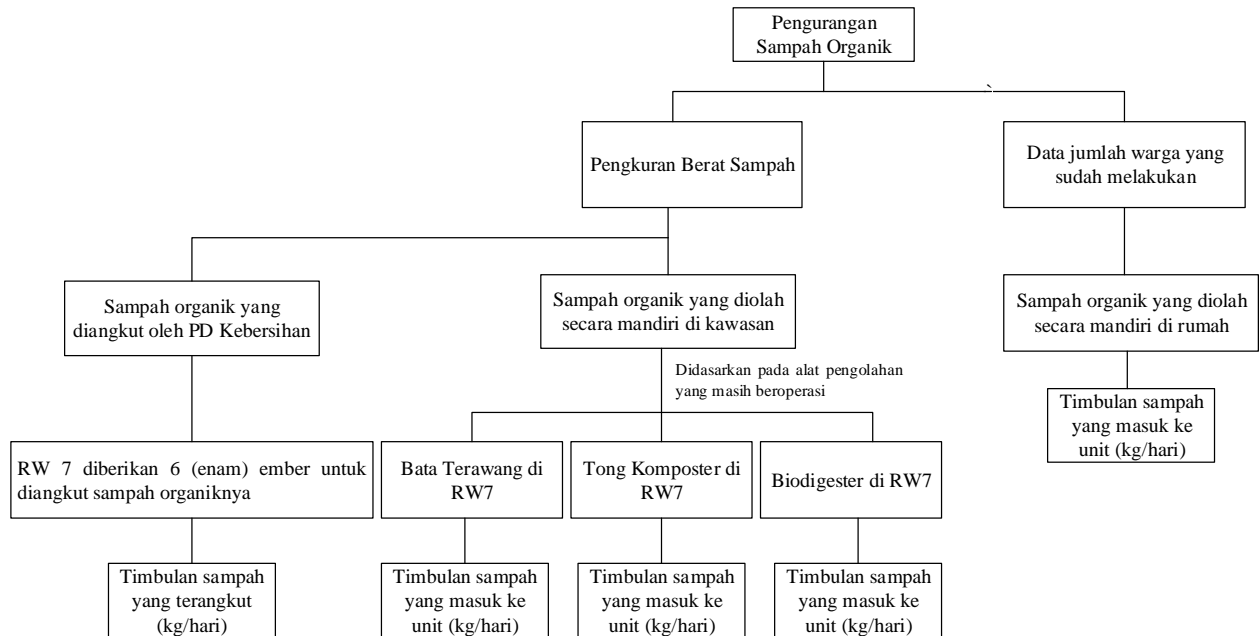 Pengurangan
Sampah Organik
Pengkuran Berat Sampah
Data jumlah warga yang
sudah melakukan
Sampah organik yang
diangkut oleh PD Kebersihan
Sampah organik yang diolah
secara mandiri di kawasan
Sampah organik yang diolah
secara mandiri di rumah
Didasarkan pada alat pengolahan
yang masih beroperasi
Timbulan sampah
yang masuk ke
unit (kg/hari)
RW 7 diberikan 6 (enam) ember untuk
diangkut sampah organiknya
Bata Terawang di
RW7
Tong Komposter di
RW7
Biodigester di RW7
Timbulan sampah
yang terangkut
(kg/hari)
Timbulan sampah
yang masuk ke
unit (kg/hari)
Timbulan sampah
yang masuk ke
unit (kg/hari)
Timbulan sampah
yang masuk ke
unit (kg/hari)